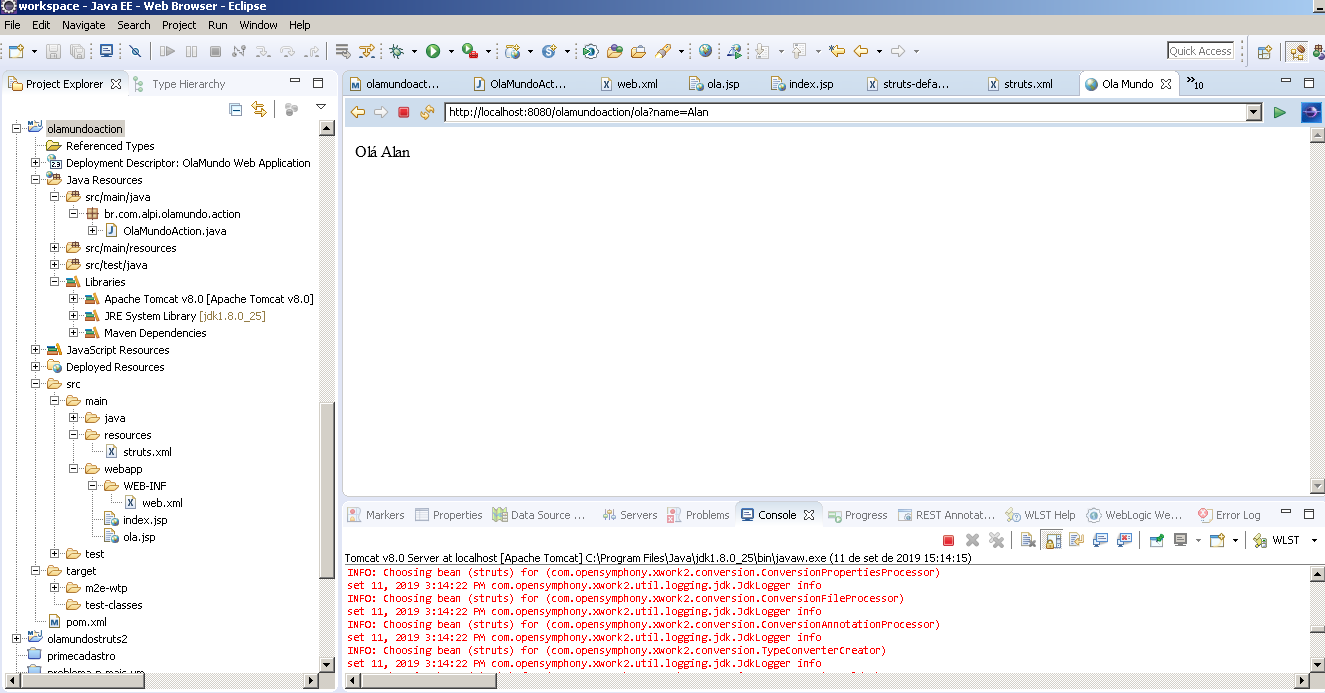 workspace - Java EE - Web Browser - Eclipse
File Edit Navigate Search Project Run Window Help
Quick Access
Project Explorer Type Hierarchy
olamundoact... OlaMundoAct... web.xml ola.jsp index.jsp struts-defa... struts.xml Ola Mundo »10
http://localhost:8080/olamundoaction/ola?name=Alan
Olá Alan
olamundoaction
Referenced Types
Deployment Descriptor: OlaMundo Web Application
Java Resources
src/main/java
br.com.alpi.olamundo.action
OlaMundoAction.java
src/main/resources
src/test/java
Libraries
Apache Tomcat v8.0 [Apache Tomcat v8.0]
JRE System Library [jdk1.8.0_25]
Maven Dependencies
JavaScript Resources
Deployed Resources
src
main
java
resources
struts.xml
webapp
WEB-INF
web.xml
index.jsp
ola.jsp
test
target
m2e-wtp
test-classes
pom.xml
olamundostruts2
primecadastro
problema-p-mais-um
Markers Properties Data Source ... Servers Problems Console Progress REST Annotat... WLST Help WebLogic We... Error Log
WLST
Tomcat v8.0 Server at localhost [Apache Tomcat] C:\Program Files\Java\jdk1.8.0_25\bin\javaw.exe (11 de set de 2019 15:14:15)
INFO: Choosing bean (struts) for (com.opensymphony.xwork2.conversion.ConversionPropertiesProcessor)
set 11, 2019 3:14:22 PM com.opensymphony.xwork2.util.logging.jdk.JdkLogger info
INFO: Choosing bean (struts) for (com.opensymphony.xwork2.conversion.ConversionFileProcessor)
set 11, 2019 3:14:22 PM com.opensymphony.xwork2.util.logging.jdk.JdkLogger info
INFO: Choosing bean (struts) for (com.opensymphony.xwork2.conversion.ConversionAnnotationProcessor)
set 11, 2019 3:14:22 PM com.opensymphony.xwork2.util.logging.jdk.JdkLogger info
INFO: Choosing bean (struts) for (com.opensymphony.xwork2.conversion.TypeConverterCreator)
set 11, 2019 3:14:22 PM com.opensymphony.xwork2.util.logging.jdk.JdkLogger info